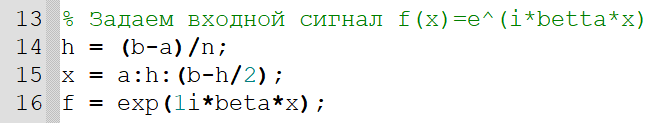 13 % Задаем входной сигнал f(x)=e^(i*betta*x)
14 h = (b-a)/n;
15 x = a:h:(b-h/2);
16 f = exp(1i*beta*x);